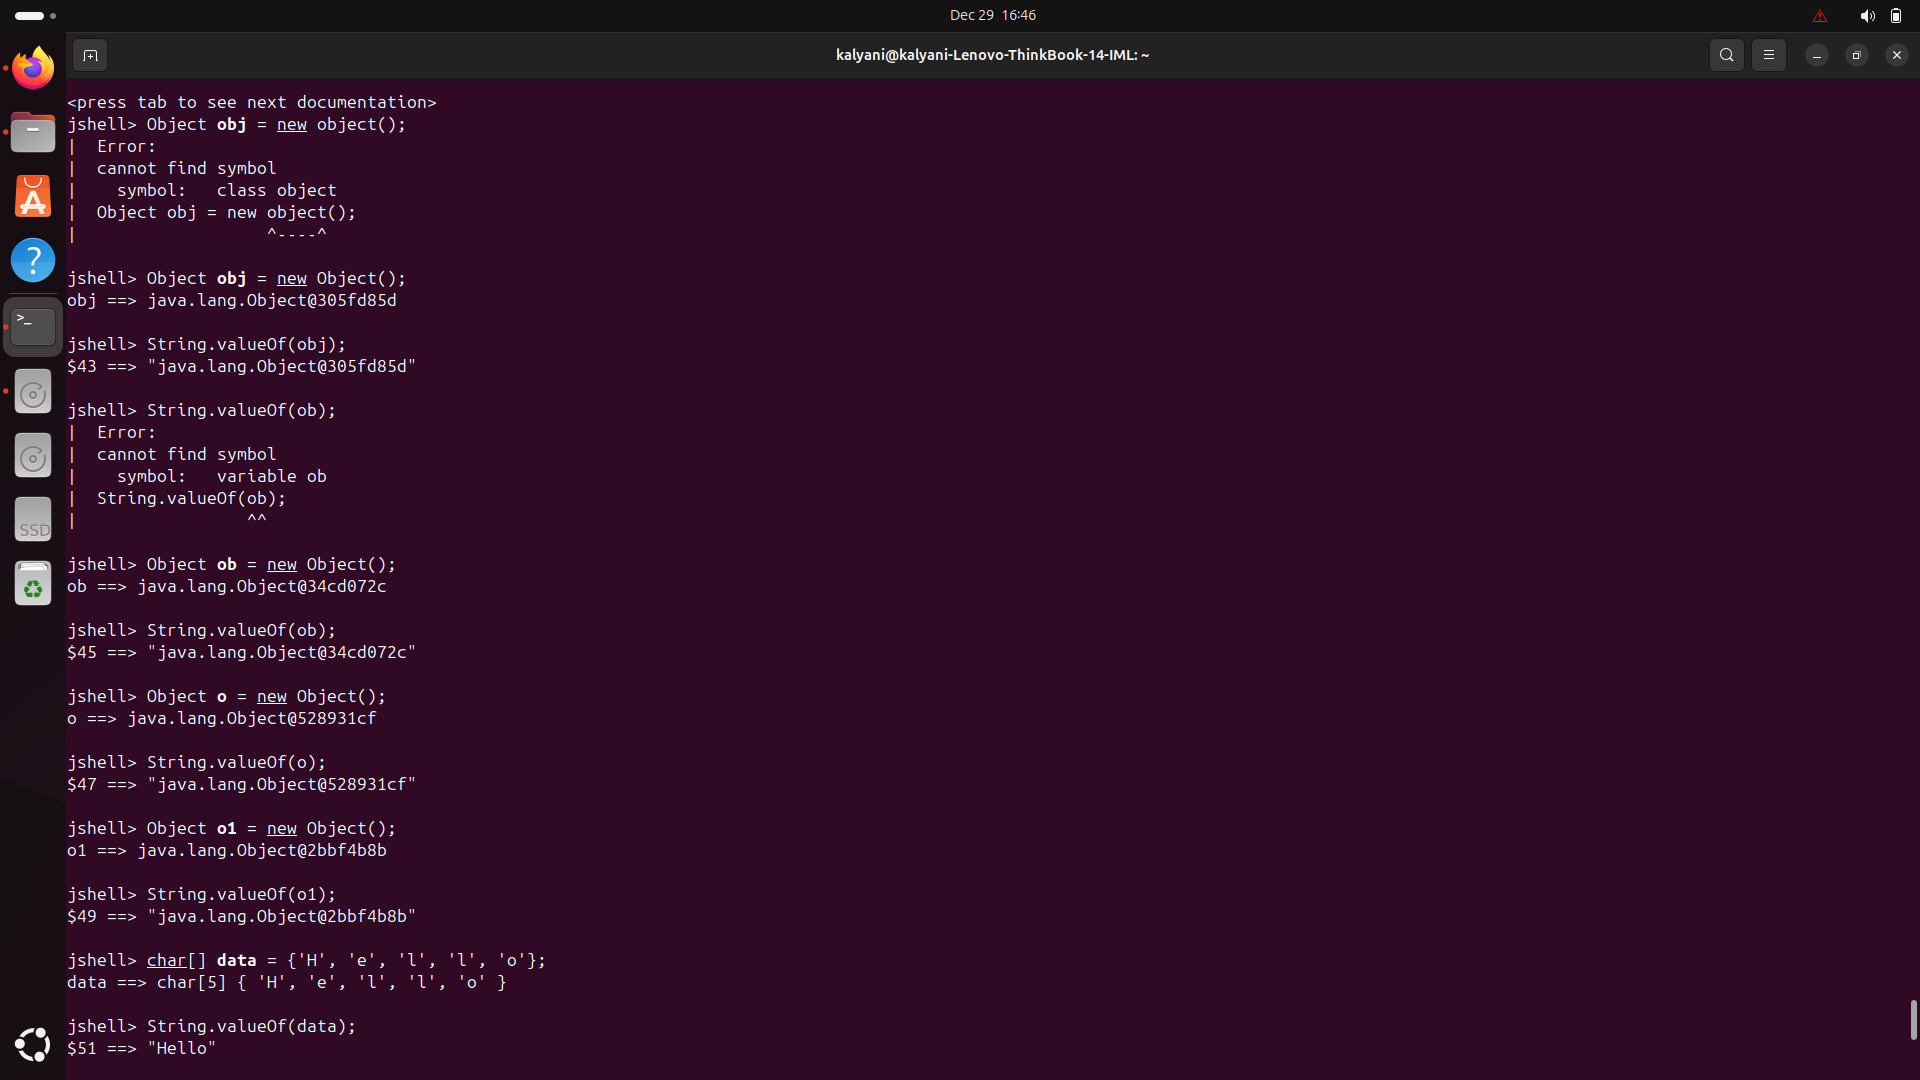 Dec 29  16:46
kalyani@kalyani-Lenovo-ThinkBook-14-IML: ~
<press tab to see next documentation>
jshell> Object obj = new object();
|  Error:
|  cannot find symbol
|    symbol:   class object
|  Object obj = new object();
|                   ^----^
jshell> Object obj = new Object();
obj ==> java.lang.Object@305fd85d
jshell> String.valueOf(obj);
$43 ==> "java.lang.Object@305fd85d"
jshell> String.valueOf(ob);
|  Error:
|  cannot find symbol
|    symbol:   variable ob
|  String.valueOf(ob);
|                 ^^
jshell> Object ob = new Object();
ob ==> java.lang.Object@34cd072c
jshell> String.valueOf(ob);
$45 ==> "java.lang.Object@34cd072c"
jshell> Object o = new Object();
o ==> java.lang.Object@528931cf
jshell> String.valueOf(o);
$47 ==> "java.lang.Object@528931cf"
jshell> Object o1 = new Object();
o1 ==> java.lang.Object@2bbf4b8b
jshell> String.valueOf(o1);
$49 ==> "java.lang.Object@2bbf4b8b"
jshell> char[] data = {'H', 'e', 'l', 'l', 'o'};
data ==> char[5] { 'H', 'e', 'l', 'l', 'o' }
jshell> String.valueOf(data);
$51 ==> "Hello"
SSD